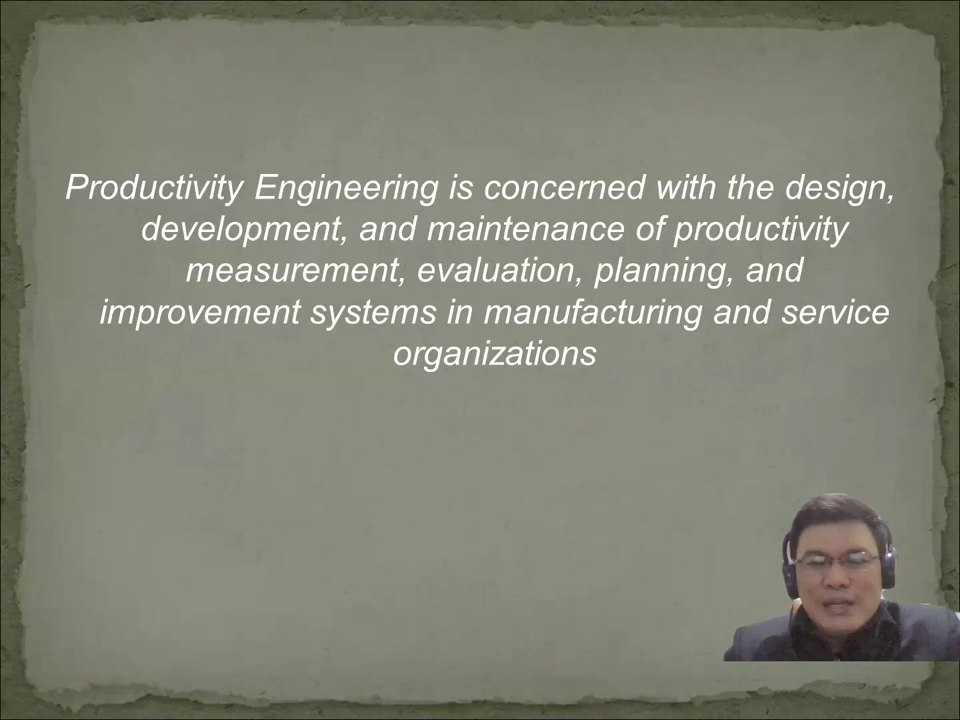 Productivity Engineering is concerned with the design,
development, and maintenance of productivity
measurement, evaluation, planning, and
improvement systems in manufacturing and service
organizations